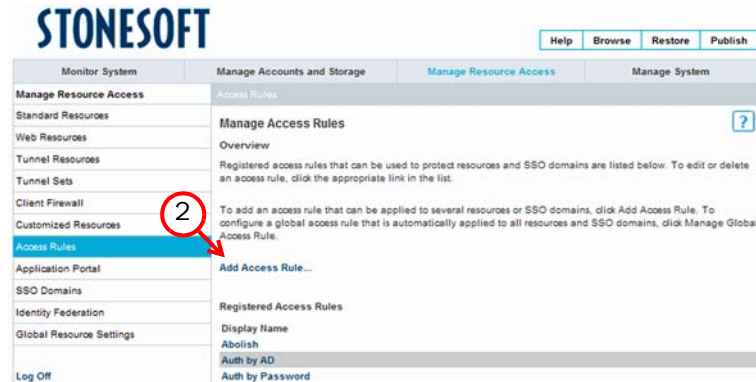 STONESOFT
Help Browse Restore Publish
Monitor System Manage Accounts and Storage Manage Resource Access Manage System
Manage Resource Access
Standard Resources
Web Resources
Tunnel Resources
Tunnel Sets
Client Firewall
Customized Resources
Access Rules
Application Portal
SSO Domains
Identity Federation
Global Resource Settings
Log Off
Access Rules
Manage Access Rules
?
Overview
Registered access rules that can be used to protect resources and SSO domains are listed below. To edit or delete
an access rule, click the appropriate link in the list.
2
To add an access rule that can be applied to several resources or SSO domains, click Add Access Rule. To
configure a global access rule that is automatically applied to all resources and SSO domains, click Manage Global
Access Rule.
Add Access Rule...
Registered Access Rules
Display Name
Abolish
Auth by AD
Auth by Password